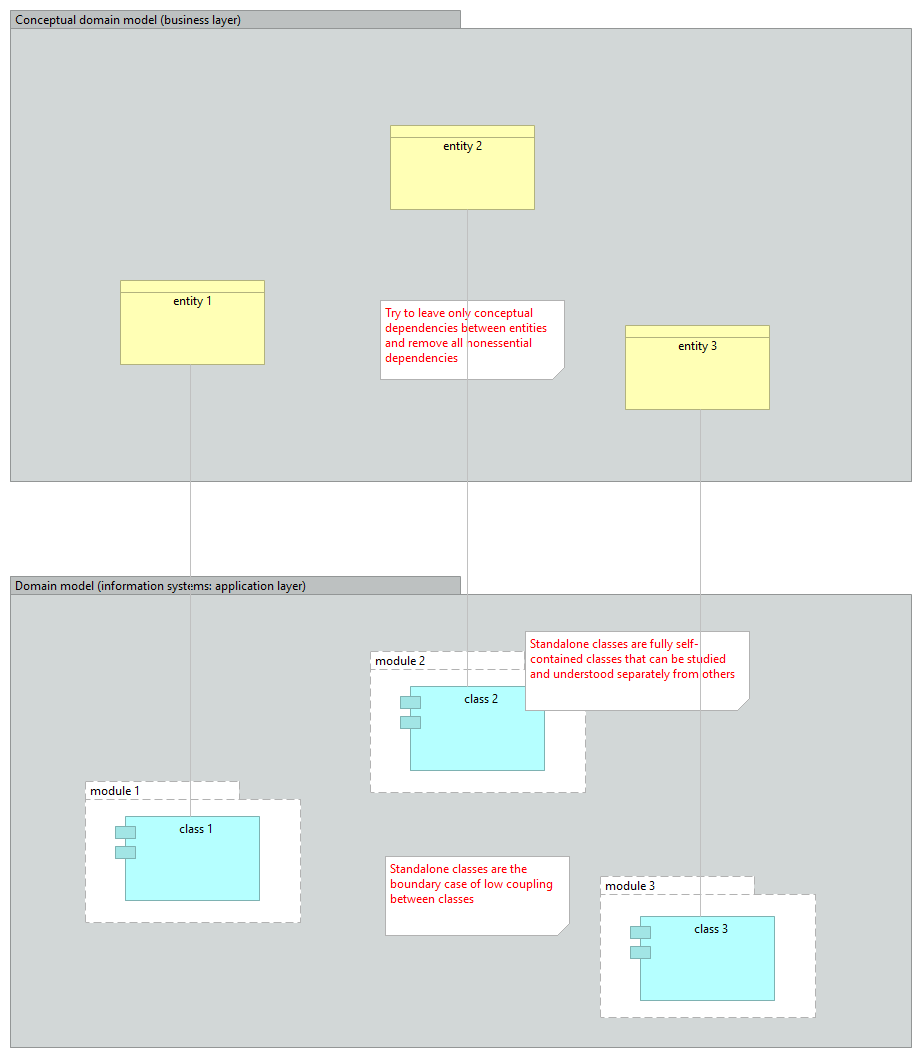 Conceptual domain model (business layer)
entity 2
entity 1
Try to leave only conceptual
dependencies between entities
and remove all nonessential
dependencies
entity 3
Domain model (information systems: application layer)
Standalone classes are fully self-
contained classes that can be studied
and understood separately from others
module 2
class 2
module 1
class 1
Standalone classes are the
boundary case of low coupling
between classes
module 3
class 3